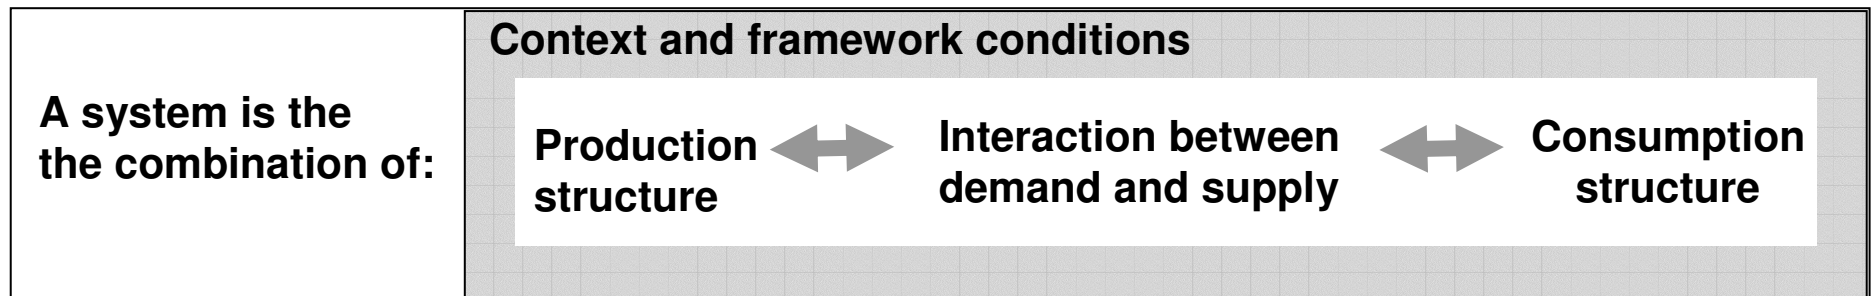 Context and framework conditions
A system is the
the combination of:
Production
structure
Interaction between
demand and supply
Consumption
structure